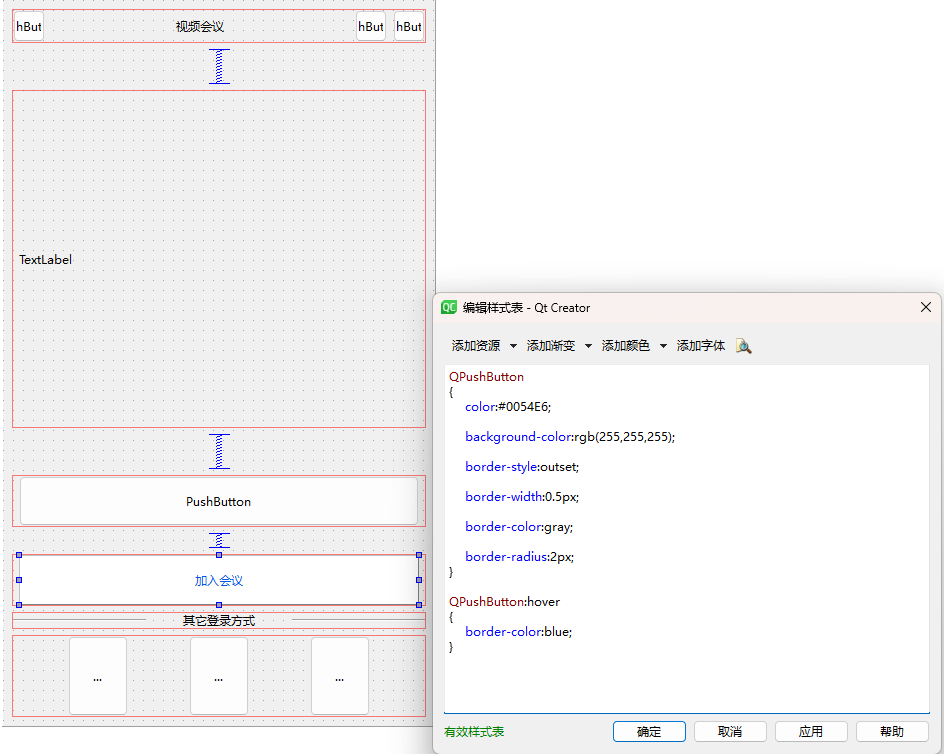 hBut
视频会议
hBut
hBut
TextLabel
PushButton
加入会议
其它登录方式
...
...
...
QC
编辑样式表 - Qt Creator
添加资源
添加渐变
添加颜色
添加字体
QPushButton
{
color:#0054E6;
background-color:rgb(255,255,255);
border-style:outset;
border-width:0.5px;
border-color:gray;
border-radius:2px;
}
QPushButton:hover
{
border-color:blue;
}
有效样式表
确定
取消
应用
帮助